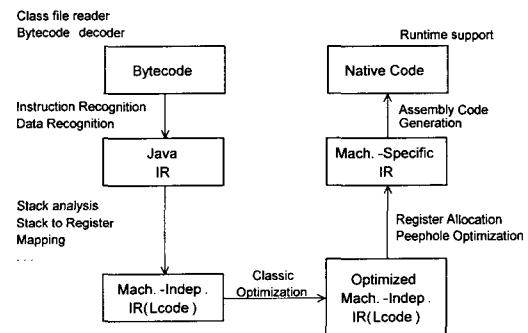 Class file reader
Bytecode decoder
Bytecode
Instruction Recognition
Data Recognition
Java
IR
Stack analysis
Stack to Register
Mapping
. . .
Mach. -Indep .
IR(Lcode )
Classic
Optimization
Optimized
Mach. -Indep .
IR(Lcode )
Register Allocation
Peephole Optimization
Mach. -Specific
IR
Assembly Code
Generation
Native Code
Runtime support